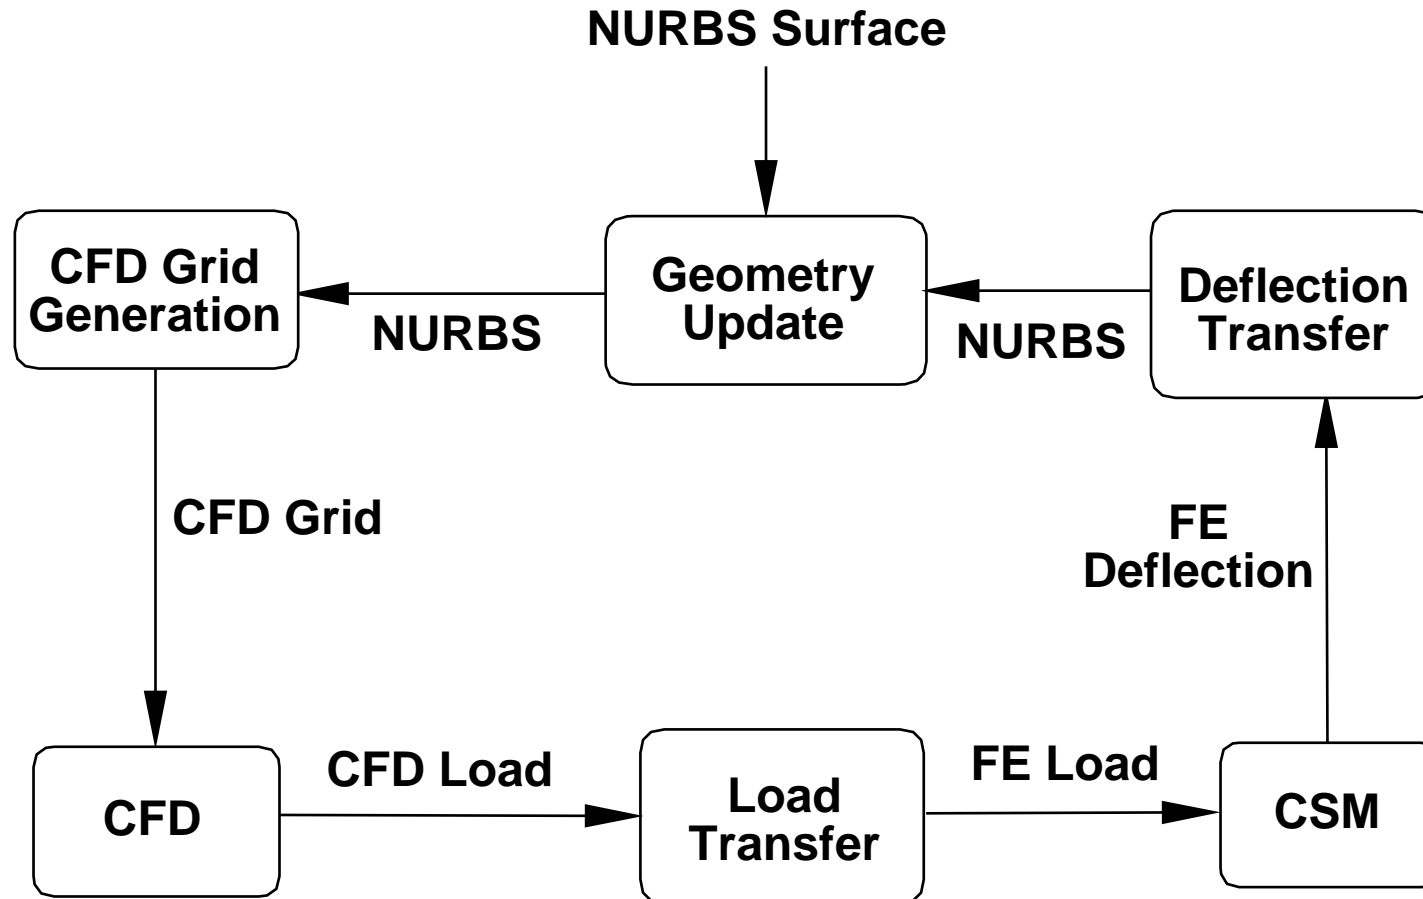 NURBS Surface
CFD Grid
Generation
NURBS
Geometry
Update
NURBS
Deflection
Transfer
CFD Grid
FE
Deflection
CFD
CFD Load
Load
Transfer
FE Load
CSM